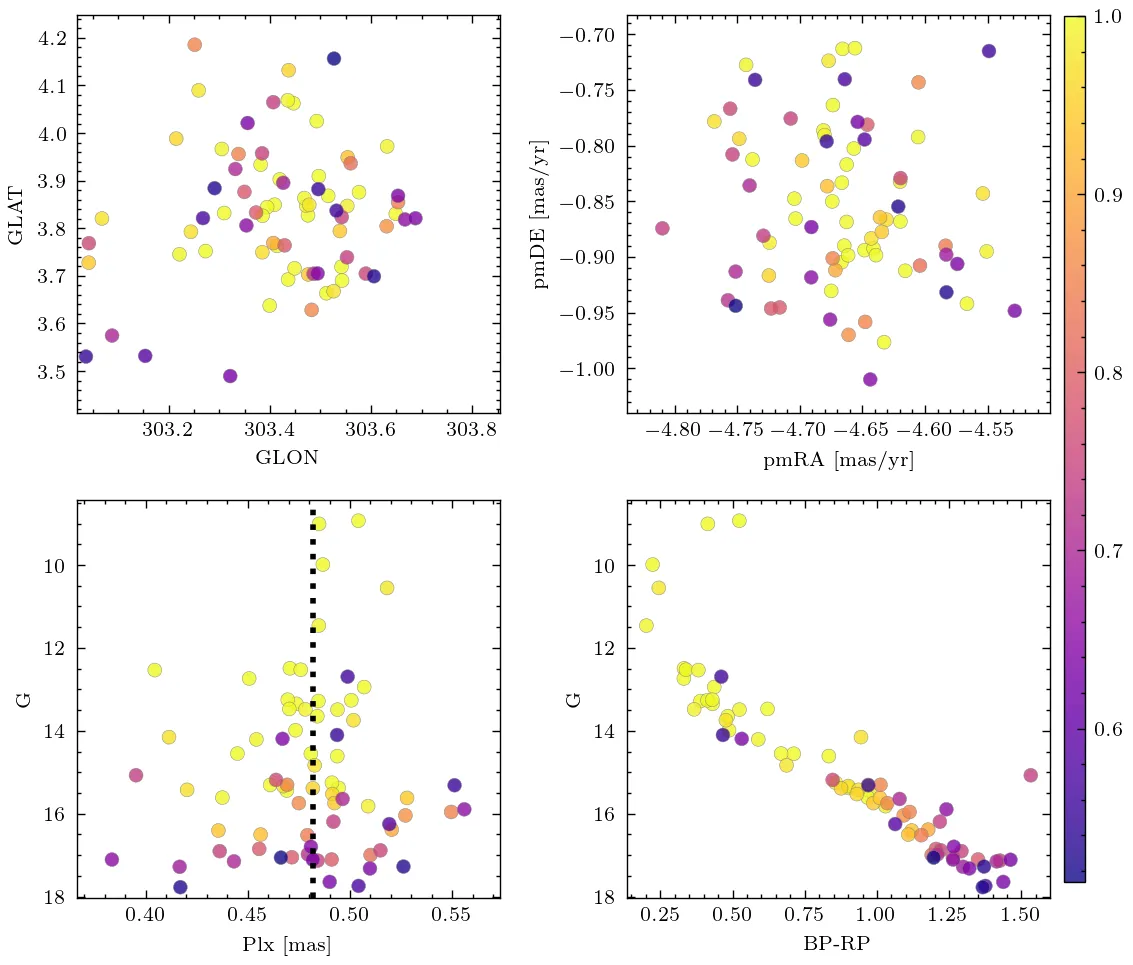 4.2
4.1
4.0
3.9
3.8
3.7
3.6
3.5
GLAT
303.2 303.4 303.6 303.8
GLON
−0.70
−0.75
−0.80
−0.85
−0.90
−0.95
−1.00
pmDE [mas/yr]
−4.80 −4.75 −4.70 −4.65 −4.60 −4.55
pmRA [mas/yr]
1.0
0.9
0.8
0.7
0.6
10
12
14
16
18
G
0.40 0.45 0.50 0.55
Plx [mas]
10
12
14
16
18
G
0.25 0.50 0.75 1.00 1.25 1.50
BP-RP